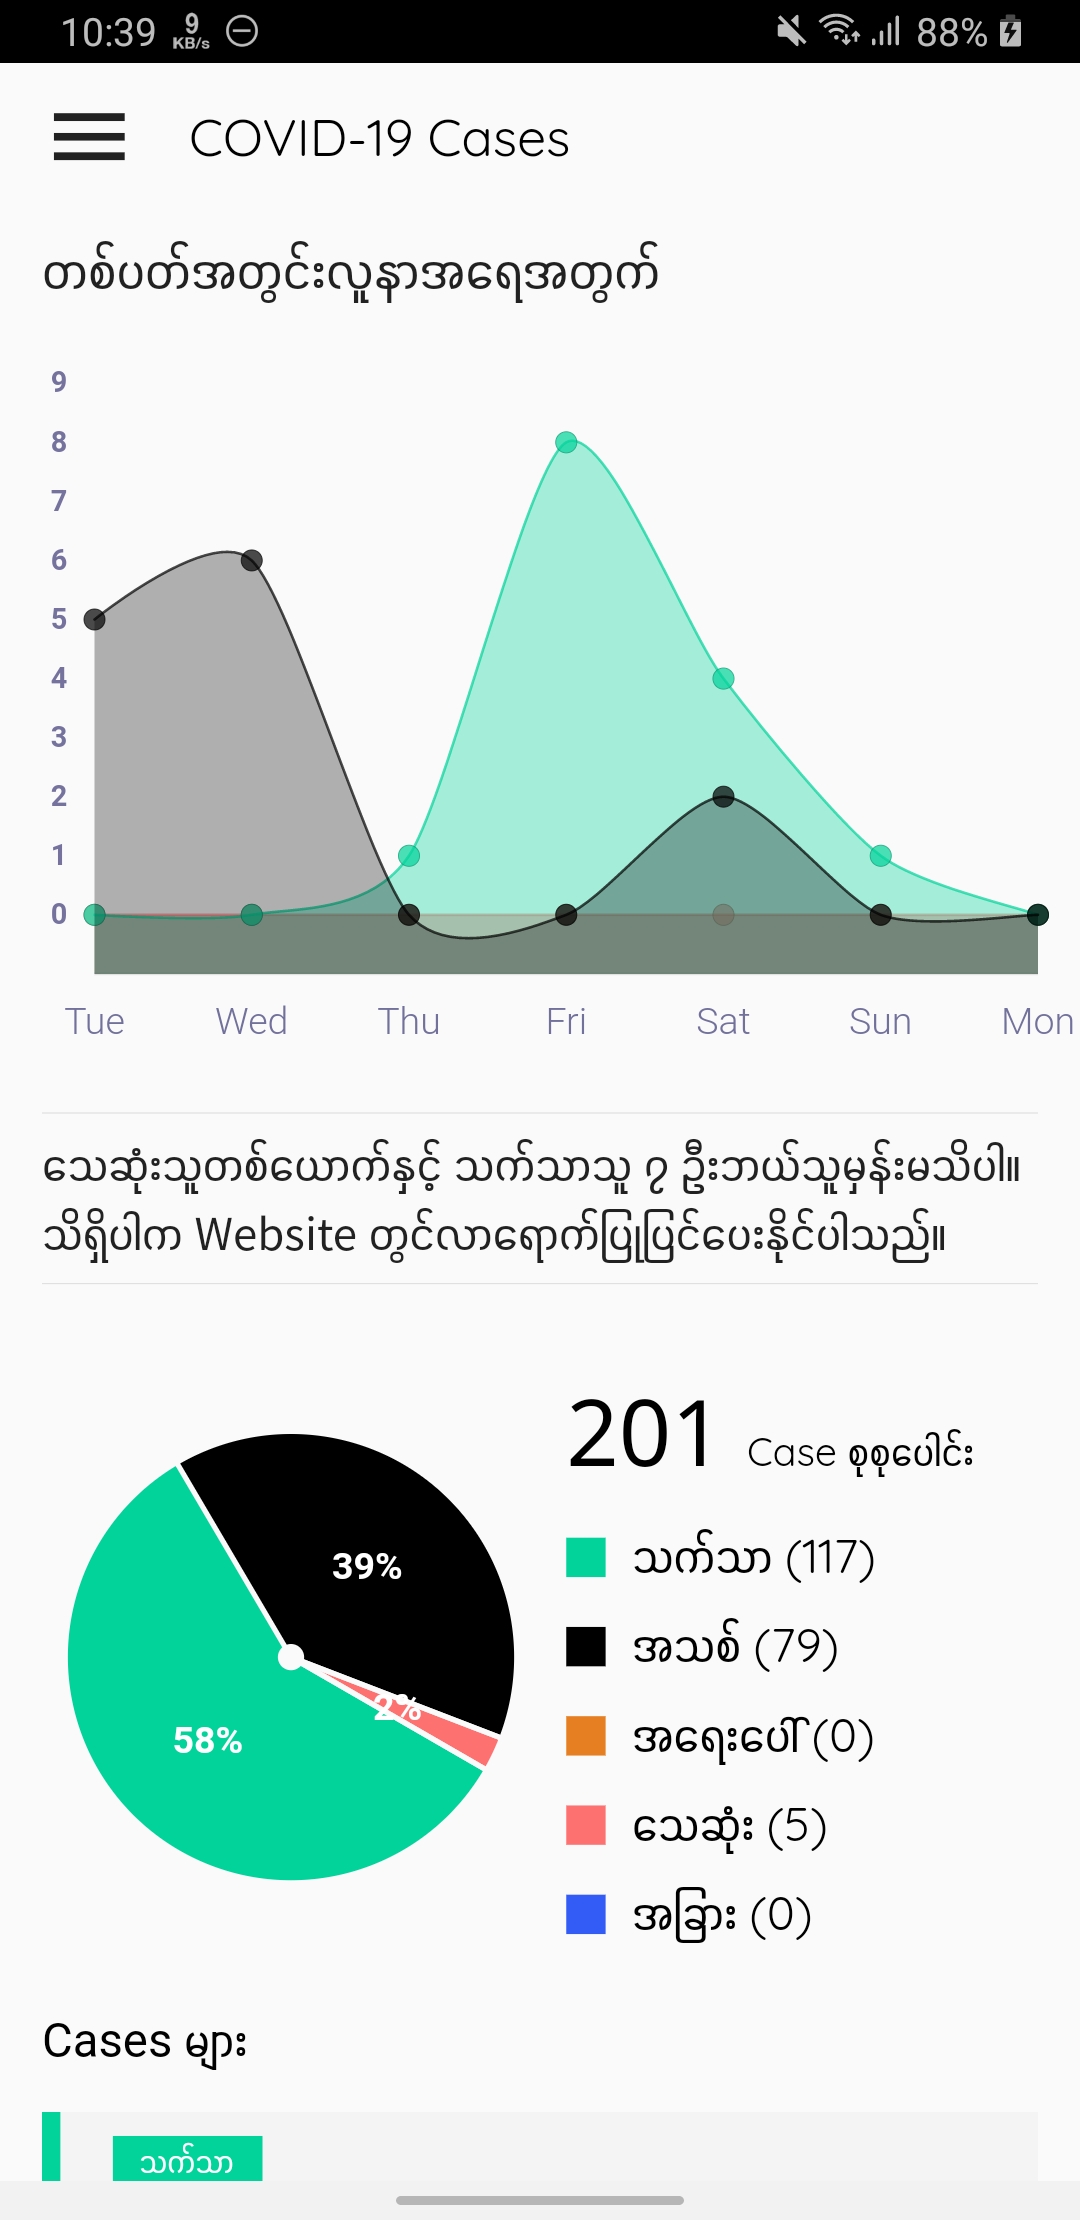 10:39 9 KB/s 88%
COVID-19 Cases
တစ်ပတ်အတွင်းလူနာအရေအတွက်
9
8
7
6
5
4
3
2
1
0
Tue Wed Thu Fri Sat Sun Mon
သေဆုံးသူတစ်ယောက်နှင့် သက်သာသူ ၇ ဦးဘယ်သူမှန်းမသိပါ။
သိရှိပါက Website တွင်လာရောက်ပြုပြင်ပေးနိုင်ပါသည်။
201 Case စုစုပေါင်း
39%
2%
58%
သက်သာ (117)
အသစ် (79)
အရေးပေါ် (0)
သေဆုံး (5)
အခြား (0)
Cases များ
သက်သာ